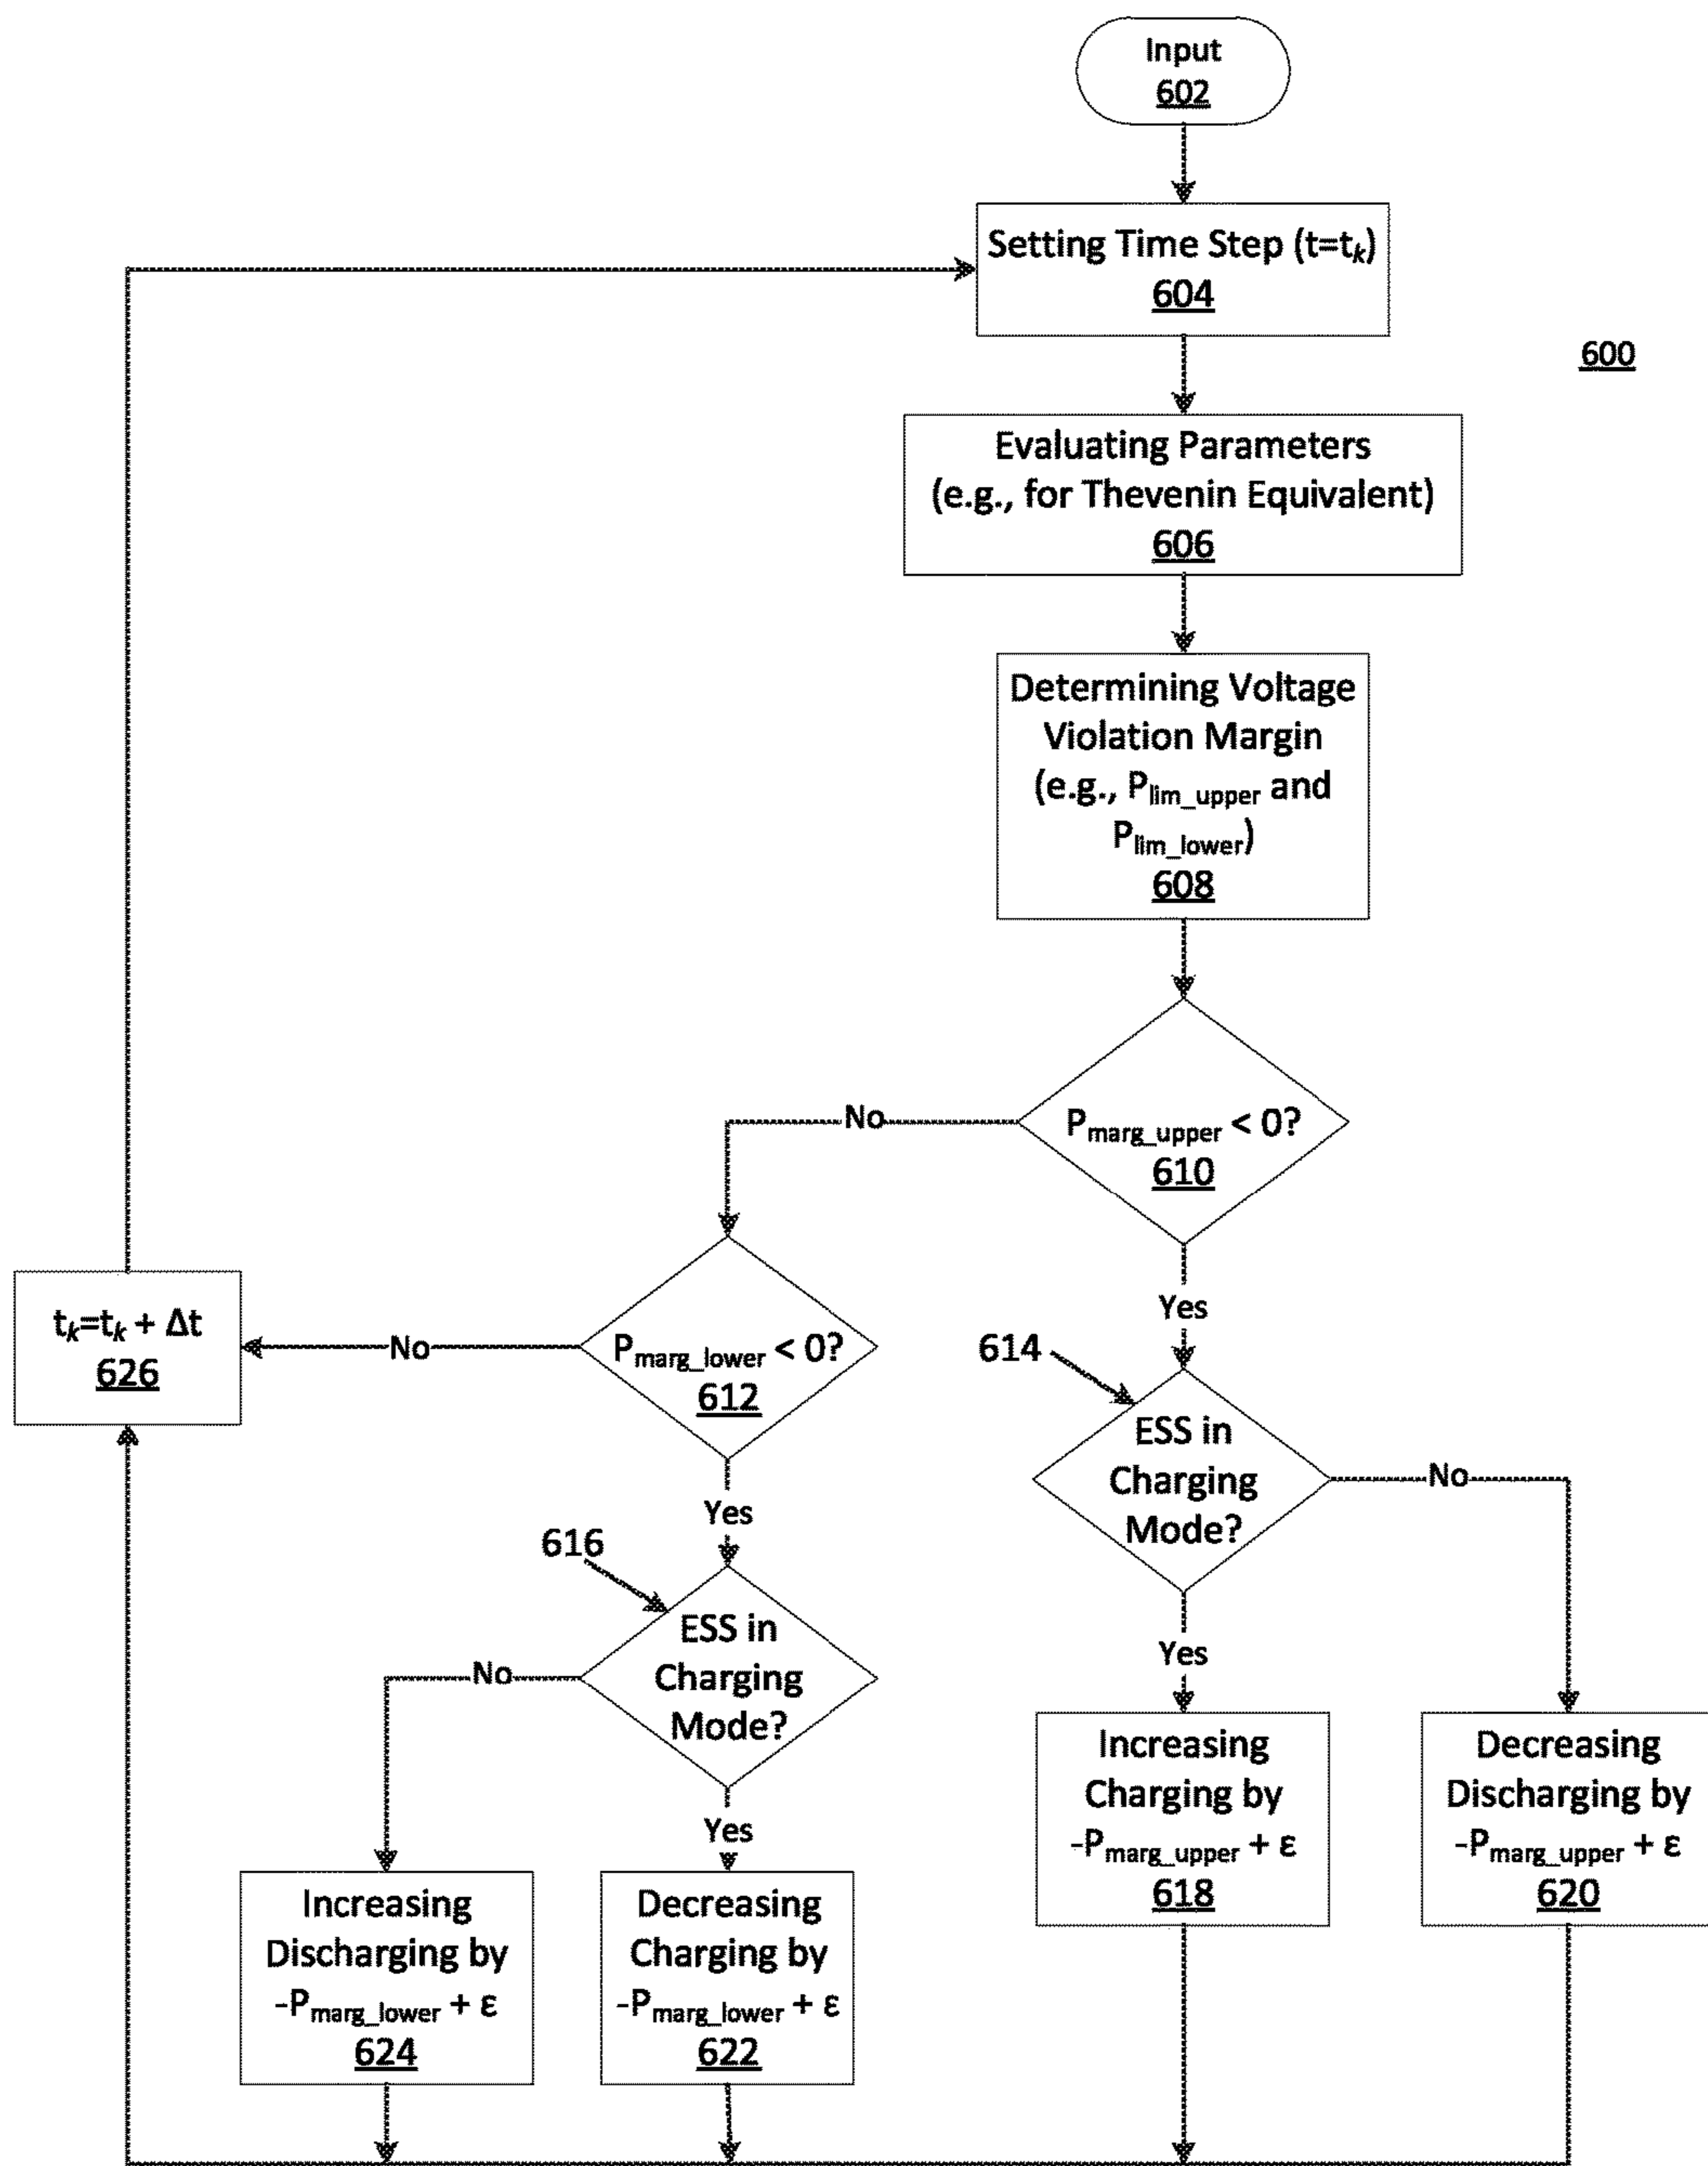 Input
602
Setting Time Step (t=tk)
604
600
Evaluating Parameters
(e.g., for Thevenin Equivalent)
606
Determining Voltage
Violation Margin
(e.g., Plim_upper and
Plim_lower)
608
No
Pmarg_upper < 0?
610
Yes
tk=tk + Δt
626
No
Pmarg_lower < 0?
612
614
ESS in
Charging
Mode?
No
Yes
616
ESS in
Charging
Mode?
No
Yes
Yes
Increasing
Charging by
-Pmarg_upper + ε
618
Decreasing
Discharging by
-Pmarg_upper + ε
620
Increasing
Discharging by
-Pmarg_lower + ε
624
Decreasing
Charging by
-Pmarg_lower + ε
622